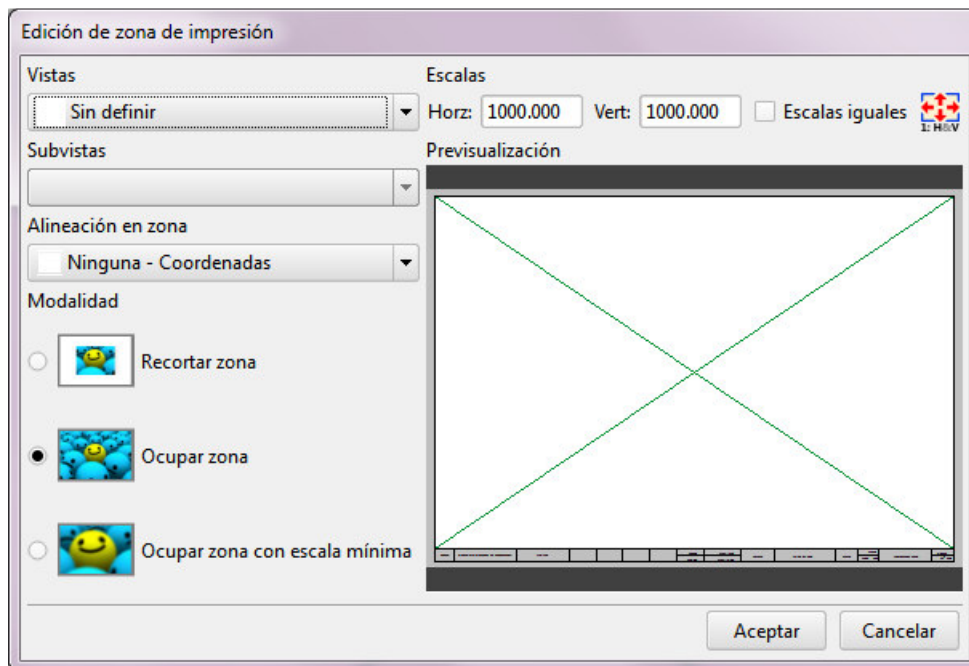 Edición de zona de impresión
Vistas
Sin definir
Subvistas
Alineación en zona
Ninguna - Coordenadas
Modalidad
Recortar zona
Ocupar zona
Ocupar zona con escala mínima
Escalas
Horz: 1000.000 Vert: 1000.000 Escalas iguales
1: H&V
Previsualización
Aceptar Cancelar